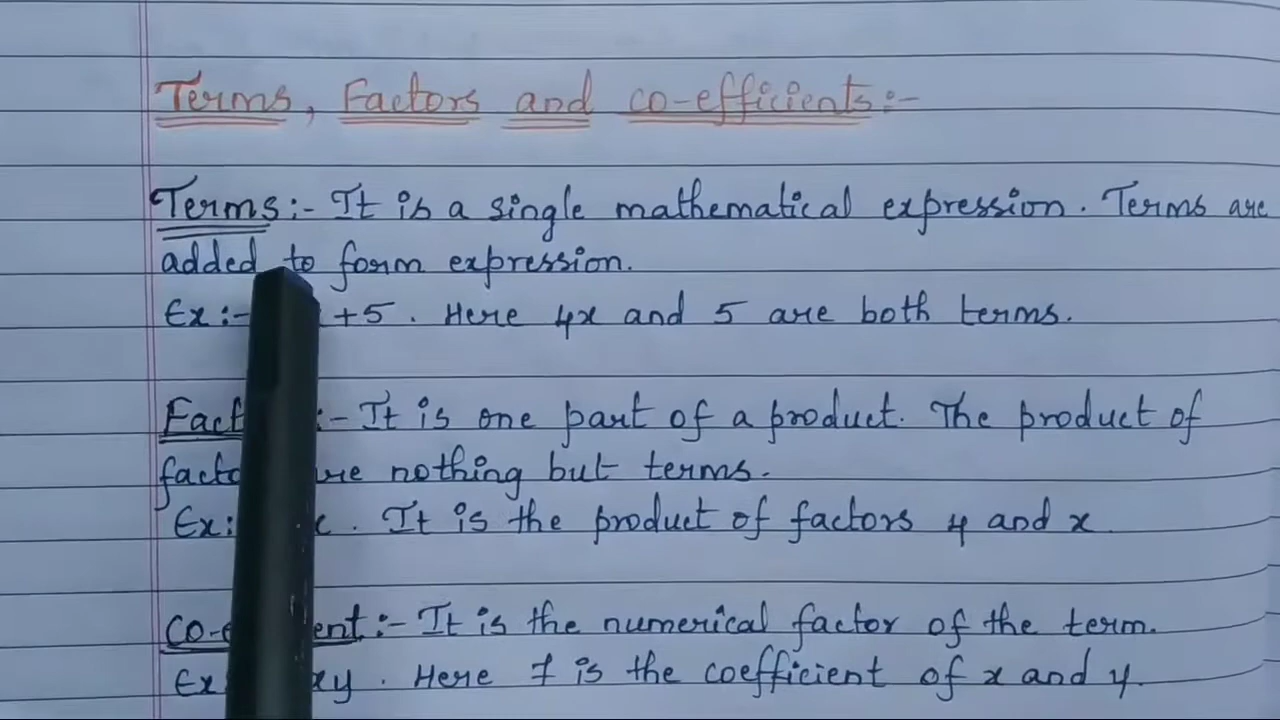 Terms, Factors and co-efficients:-
Terms:- It is a single mathematical expression. Terms are
added to form expression.
Ex:- +5. Here 4x and 5 are both terms.
:- It is one part of a product. The product of
nothing but terms.
Ex: . It is the product of factors 4 and x
:- It is the numerical factor of the term.
Ex xy. Here 7 is the coefficient of x and y.